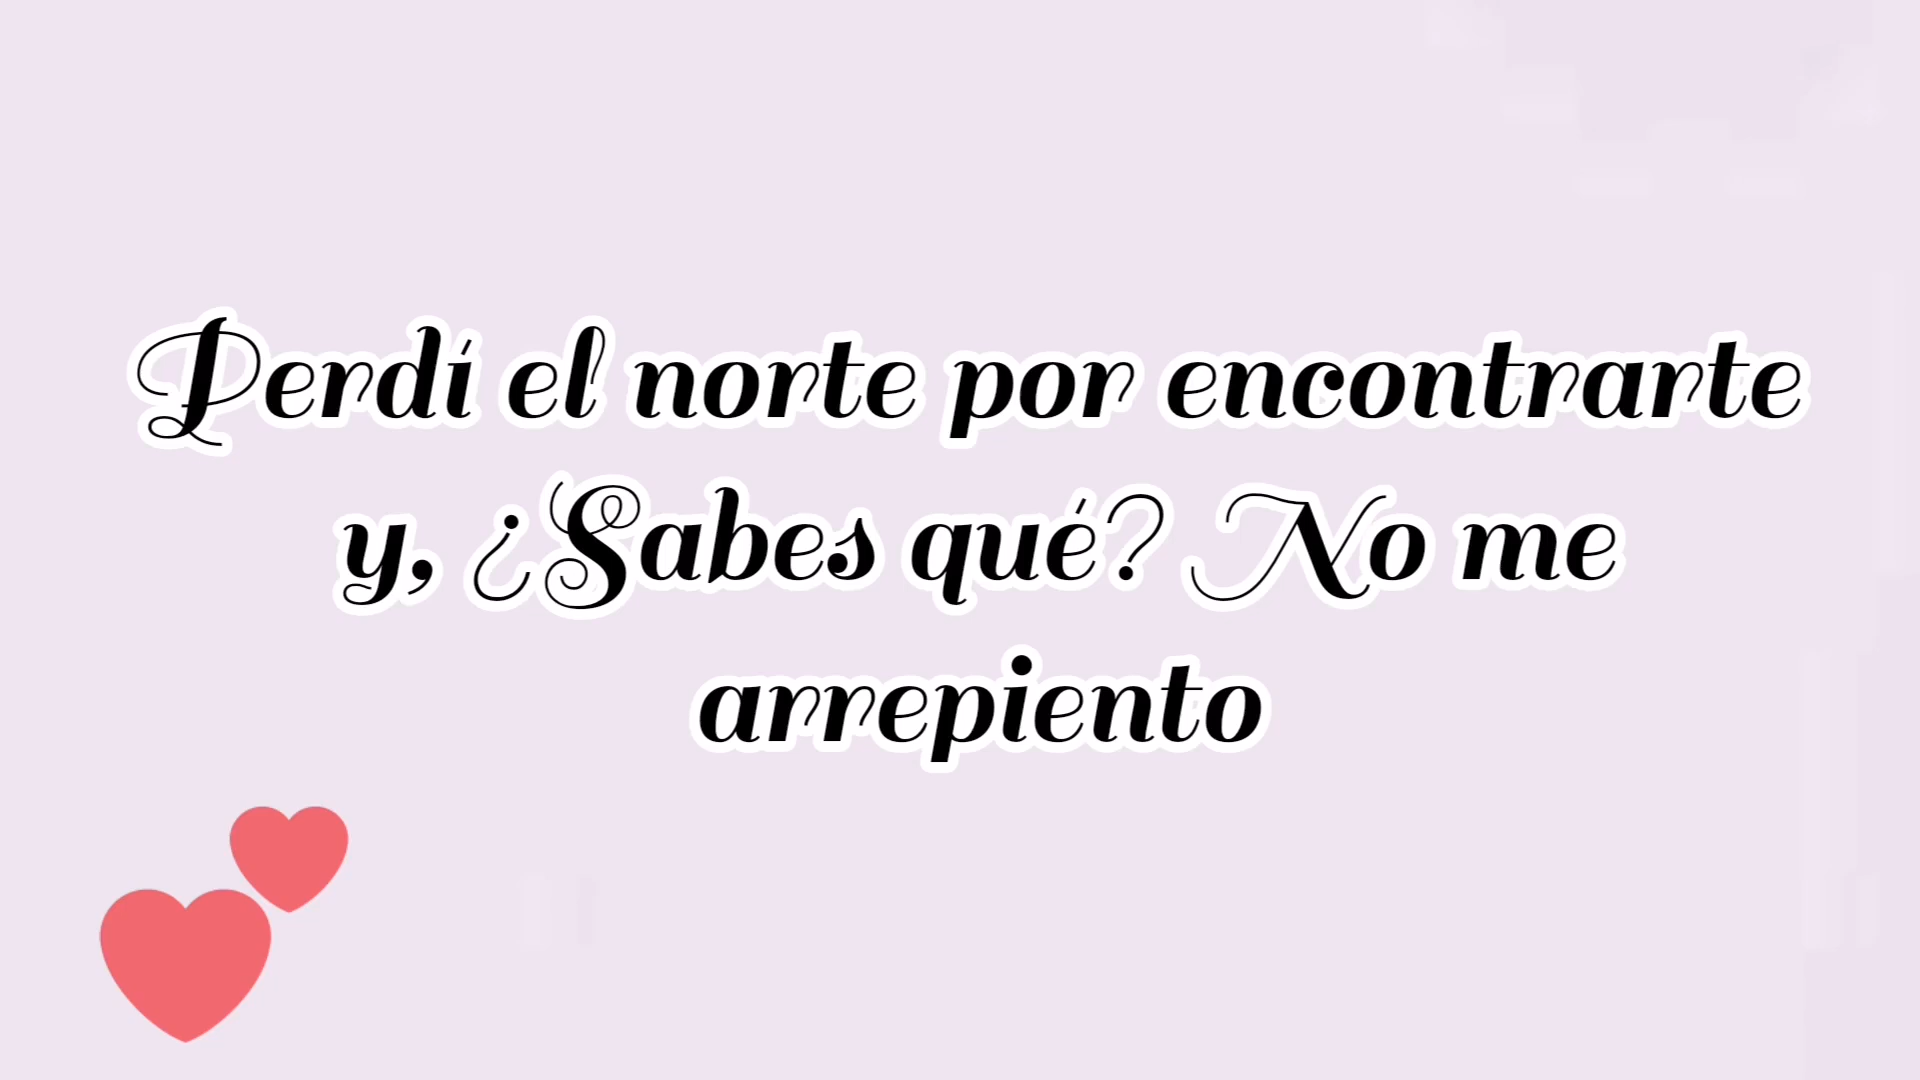 Perdí el norte por encontrarte
y, ¿Sabes qué? No me
arrepiento